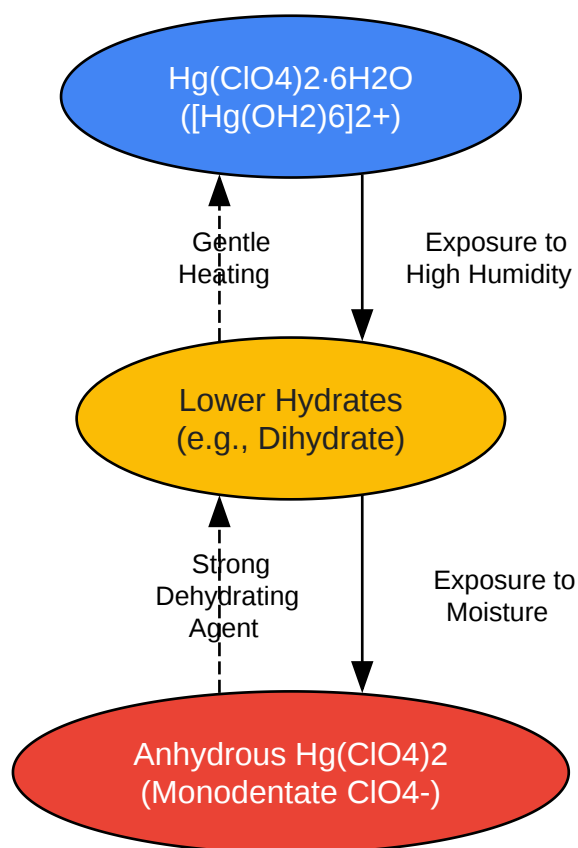 Hg(ClO4)2·6H2O
([Hg(OH2)6]2+)
Gentle
Heating
Exposure to
High Humidity
Lower Hydrates
(e.g., Dihydrate)
Strong
Dehydrating
Agent
Exposure to
Moisture
Anhydrous Hg(ClO4)2
(Monodentate ClO4-)